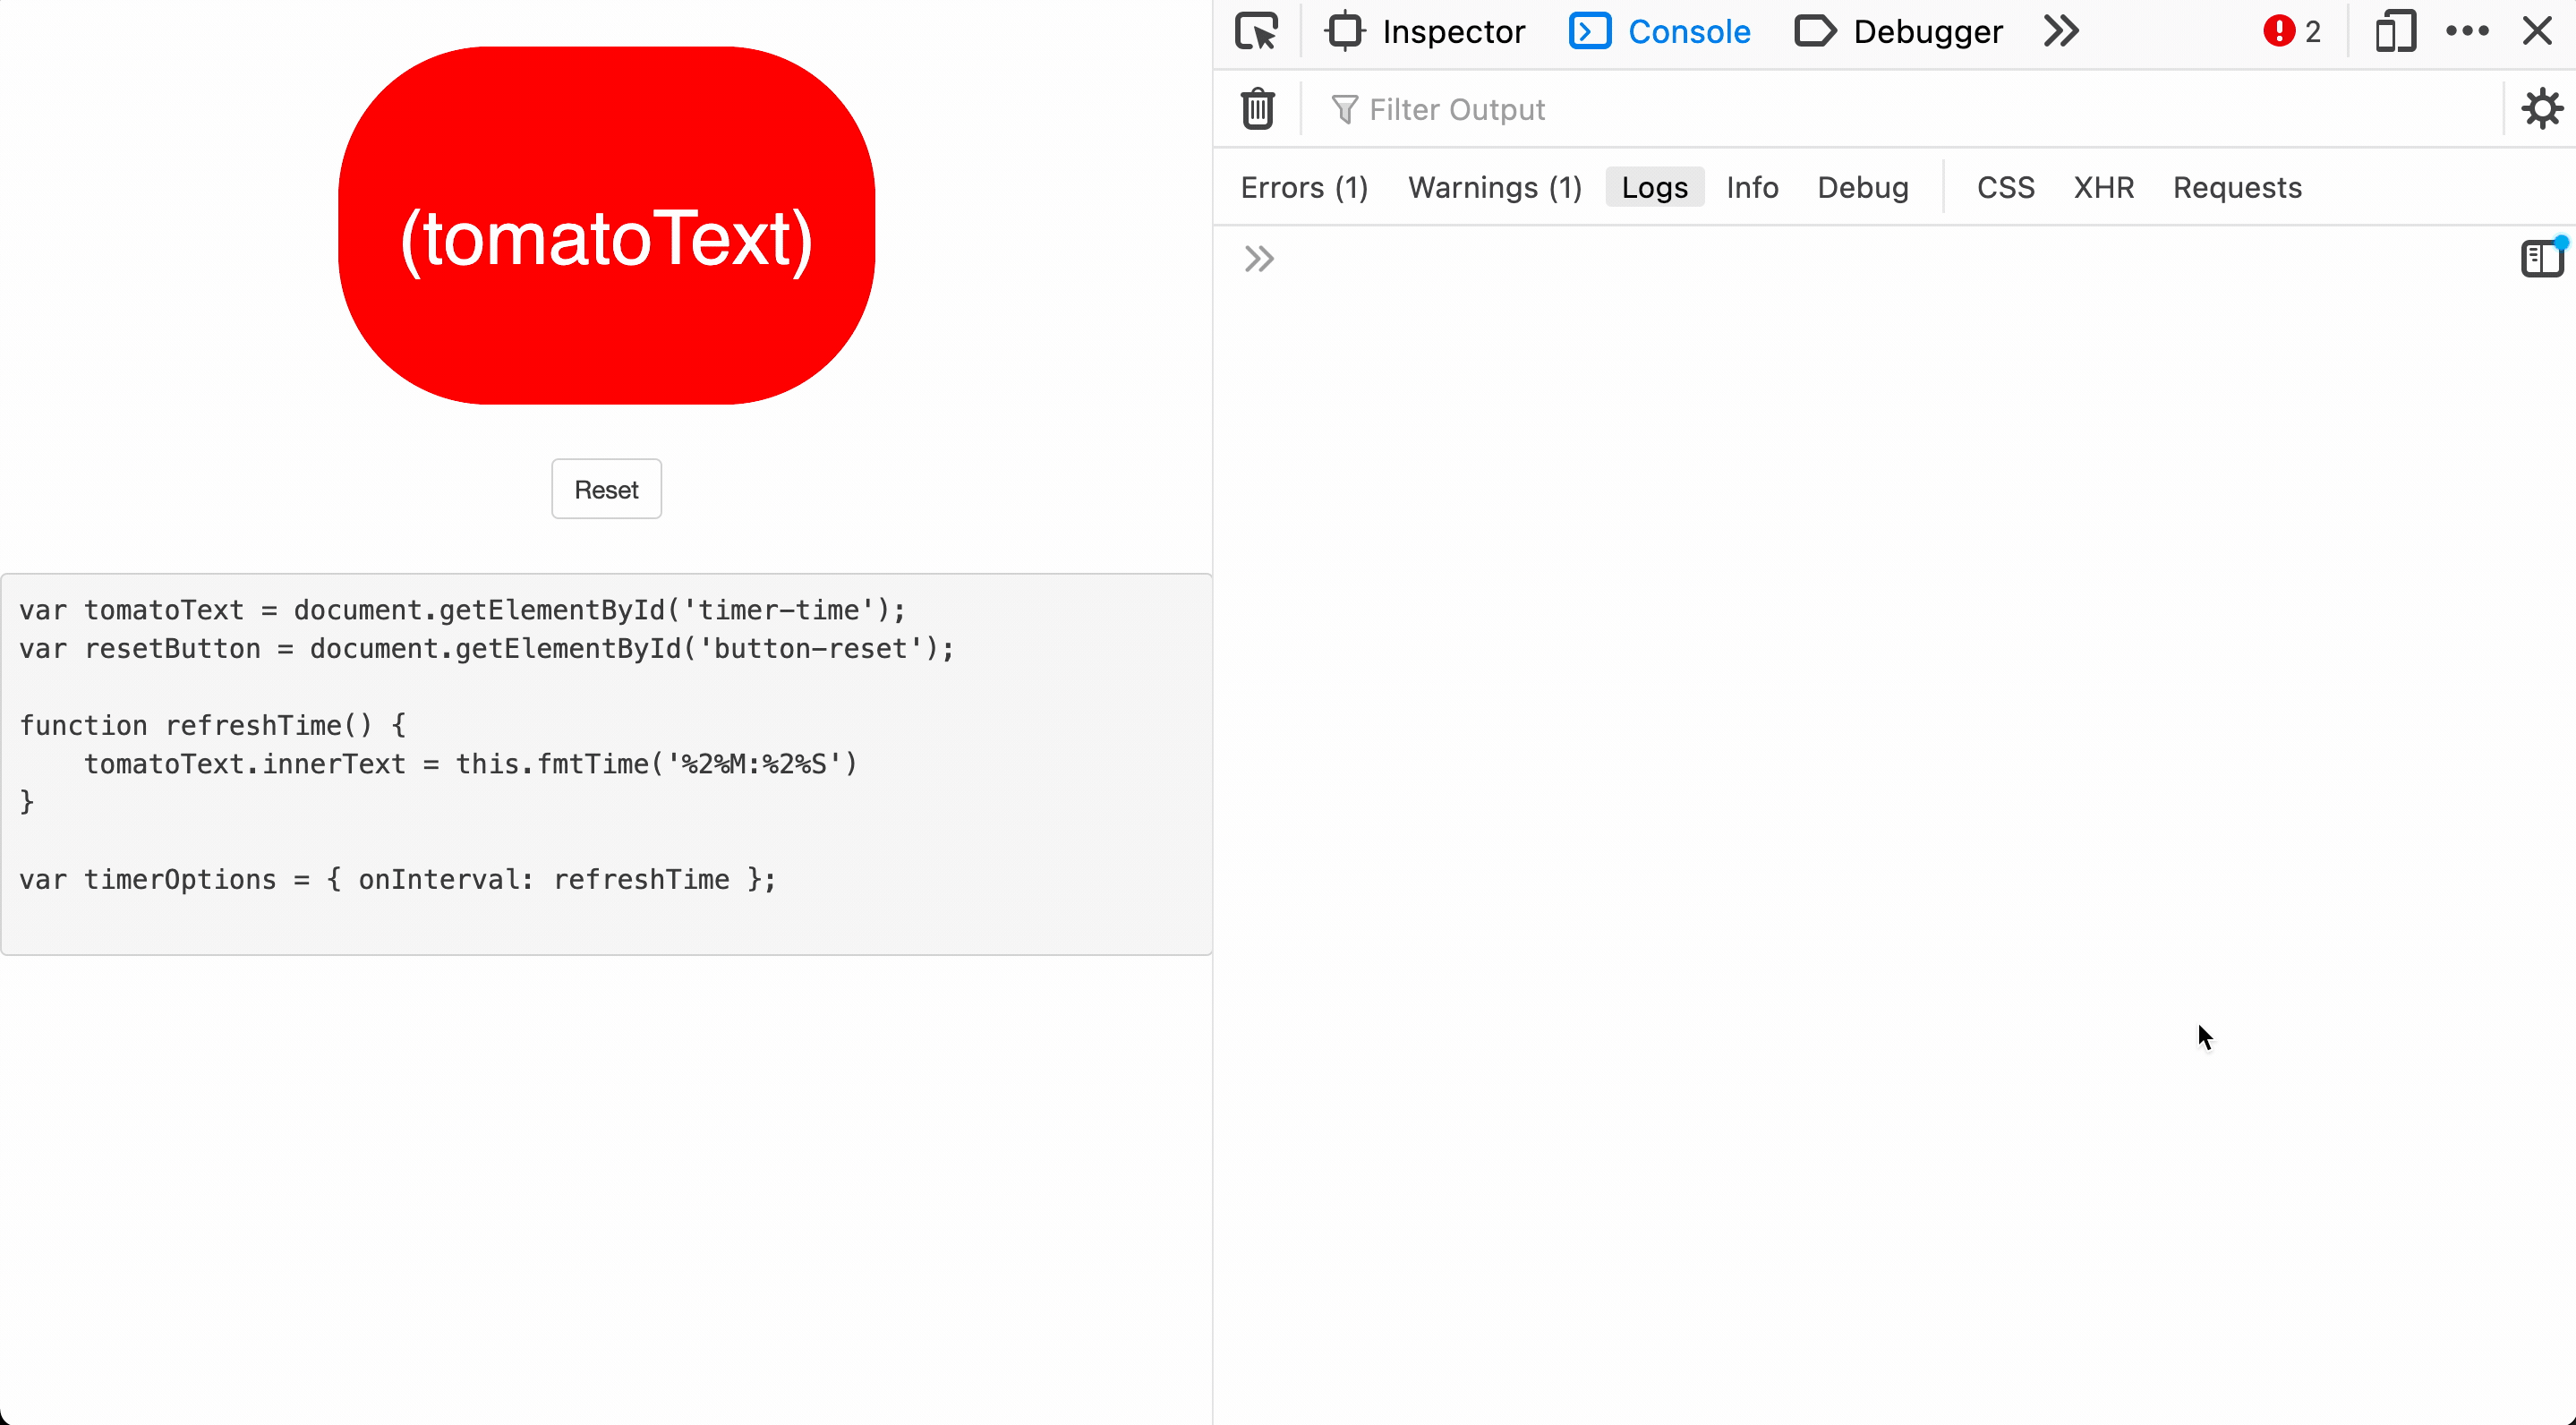 (tomatoText)
Reset
var tomatoText = document.getElementById('timer-time');
var resetButton = document.getElementById('button-reset');
function refreshTime() {
    tomatoText.innerText = this.fmtTime('%2%M:%2%S')
}
var timerOptions = { onInterval: refreshTime };
Inspector Console Debugger 2
Filter Output
Errors (1) Warnings (1) Logs Info Debug CSS XHR Requests